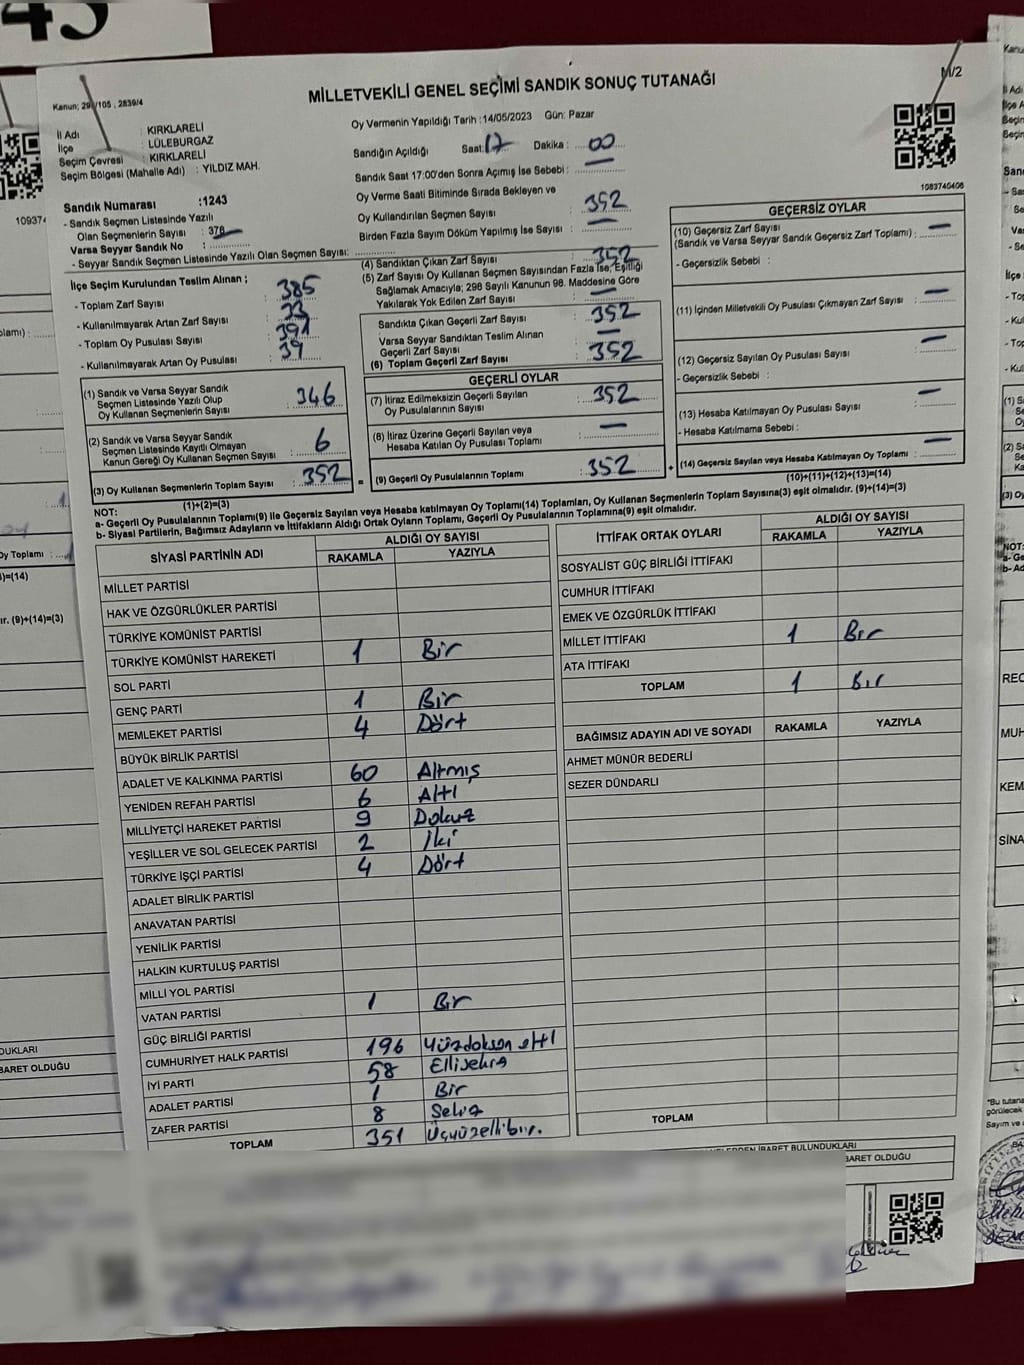 M/2
MİLLETVEKİLİ GENEL SEÇİMİ SANDIK SONUÇ TUTANAĞI
Oy Vermenin Yapıldığı Tarih :14/05/2023 Gün: Pazar
İl Adı : KIRKLARELİ
İlçe : LÜLEBURGAZ
Seçim Çevresi : KIRKLARELİ
Seçim Bölgesi (Mahalle Adı) : YILDIZ MAH.
Sandığın Açıldığı Saat: 17 Dakika : 00
Sandık Saat 17:00'den Sonra Açımış İse Sebebi : —
Oy Verme Saati Bitiminde Sırada Bekleyen ve
Oy Kullandırılan Seçmen Sayısı : 352
Birden Fazla Sayım Döküm Yapılmış İse Sayısı : —
Sandık Numarası :1243
- Sandık Seçmen Listesinde Yazılı
Olan Seçmenlerin Sayısı :
Varsa Seyyar Sandık No :
- Seyyar Sandık Seçmen Listesinde Yazılı Olan Seçmen Sayısı:
1083740406
İlçe Seçim Kurulundan Teslim Alınan ;
- Toplam Zarf Sayısı : 385
- Kullanılmayarak Artan Zarf Sayısı : 33
- Toplam Oy Pusulası Sayısı : 391
- Kullanılmayarak Artan Oy Pusulası : 39
(1) Sandık ve Varsa Seyyar Sandık
Seçmen Listesinde Yazılı Olup
Oy Kullanan Seçmenlerin Sayısı : 346
(2) Sandık ve Varsa Seyyar Sandık
Seçmen Listesinde Kayıtlı Olmayan
Kanun Gereği Oy Kullanan Seçmen Sayısı : 6
(3) Oy Kullanan Seçmenlerin Toplam Sayısı : 352
(1)+(2)=(3)
(4) Sandıktan Çıkan Zarf Sayısı : 352
(5) Zarf Sayısı Oy Kullanan Seçmen Sayısından Fazla İse, Eşitliği
Sağlamak Amacıyla; 298 Sayılı Kanunun 98. Maddesine Göre
Yakılarak Yok Edilen Zarf Sayısı : —
Sandıkta Çıkan Geçerli Zarf Sayısı : 352
Varsa Seyyar Sandıktan Teslim Alınan
Geçerli Zarf Sayısı : —
(6) Toplam Geçerli Zarf Sayısı : 352
GEÇERLİ OYLAR
(7) İtiraz Edilmeksizin Geçerli Sayılan
Oy Pusulalarının Sayısı : 352
(8) İtiraz Üzerine Geçerli Sayılan veya
Hesaba Katılan Oy Pusulası Toplamı : —
(9) Geçerli Oy Pusulalarının Toplamı : 352
GEÇERSİZ OYLAR
(10) Geçersiz Zarf Sayısı : —
(Sandık ve Varsa Seyyar Sandık Geçersiz Zarf Toplamı)
- Geçersizlik Sebebi :
(11) İçinden Milletvekili Oy Pusulası Çıkmayan Zarf Sayısı : —
(12) Geçersiz Sayılan Oy Pusulası Sayısı : —
- Geçersizlik Sebebi :
(13) Hesaba Katılmayan Oy Pusulası Sayısı : —
- Hesaba Katılmama Sebebi :
(14) Geçersiz Sayılan veya Hesaba Katılmayan Oy Toplamı : —
(10)+(11)+(12)+(13)=(14)
NOT:
a- Geçerli Oy Pusulalarının Toplamı(9) ile Geçersiz Sayılan veya Hesaba katılmayan Oy Toplamı(14) Toplamları, Oy Kullanan Seçmenlerin Toplam Sayısına(3) eşit olmalıdır. (9)+(14)=(3)
b- Siyasi Partilerin, Bağımsız Adayların ve İttifakların Aldığı Ortak Oyların Toplamı, Geçerli Oy Pusulalarının Toplamına(9) eşit olmalıdır.
SİYASİ PARTİNİN ADI ALDIĞI OY SAYISI
RAKAMLA YAZIYLA
MİLLET PARTİSİ
HAK VE ÖZGÜRLÜKLER PARTİSİ
TÜRKİYE KOMÜNİST PARTİSİ
TÜRKİYE KOMÜNİST HAREKETİ 1 Bir
SOL PARTİ
GENÇ PARTİ 1 Bir
MEMLEKET PARTİSİ 4 Dört
BÜYÜK BİRLİK PARTİSİ
ADALET VE KALKINMA PARTİSİ 60 Altmış
YENİDEN REFAH PARTİSİ 6 Altı
MİLLİYETÇİ HAREKET PARTİSİ 9 Dokuz
YEŞİLLER VE SOL GELECEK PARTİSİ 2 İki
TÜRKİYE İŞÇİ PARTİSİ 4 Dört
ADALET BİRLİK PARTİSİ
ANAVATAN PARTİSİ
YENİLİK PARTİSİ
HALKIN KURTULUŞ PARTİSİ
MİLLİ YOL PARTİSİ
VATAN PARTİSİ 1 Bir
GÜÇ BİRLİĞİ PARTİSİ
CUMHURİYET HALK PARTİSİ 196 Yüzdoksan altı
İYİ PARTİ 58 Ellisekiz
ADALET PARTİSİ 1 Bir
ZAFER PARTİSİ 8 Sekiz
TOPLAM 351 Üçyüzellibir.
İTTİFAK ORTAK OYLARI ALDIĞI OY SAYISI
RAKAMLA YAZIYLA
SOSYALİST GÜÇ BİRLİĞİ İTTİFAKI
CUMHUR İTTİFAKI
EMEK VE ÖZGÜRLÜK İTTİFAKI
MİLLET İTTİFAKI 1 Bir
ATA İTTİFAKI
TOPLAM 1 Bir
BAĞIMSIZ ADAYIN ADI VE SOYADI RAKAMLA YAZIYLA
AHMET MÜNÜR BEDERLİ
SEZER DÜNDARLI
TOPLAM
İBARET BULUNDUKLARI
BARET OLDUĞU